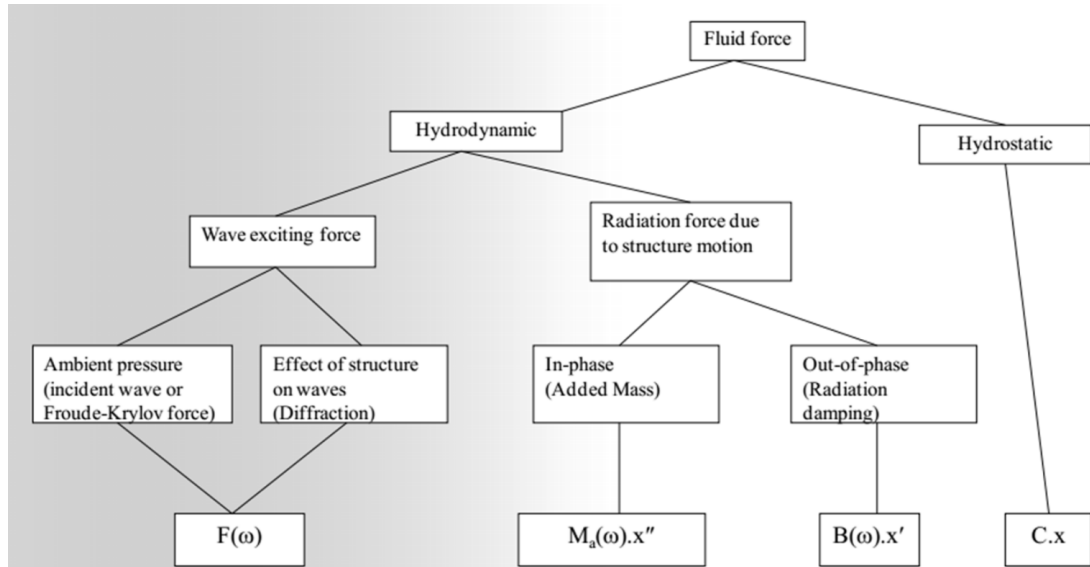 Fluid force
Hydrodynamic
Hydrostatic
Wave exciting force
Radiation force due
to structure motion
Ambient pressure
(incident wave or
Froude-Krylov force)
Effect of structure
on waves
(Diffraction)
In-phase
(Added Mass)
Out-of-phase
(Radiation
damping)
F(ω)
Mₐ(ω).x″
B(ω).x′
C.x